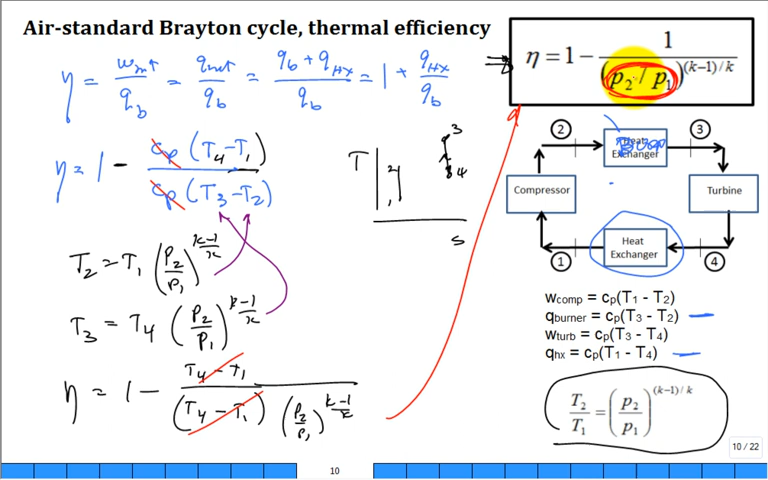 Air-standard Brayton cycle, thermal efficiency
η = w_net / q_b = q_net / q_b = (q_b + q_Hx) / q_b = 1 + q_Hx / q_b
⇒ η = 1 − 1 / (p₂ / p₁)^((k−1)/k)
η = 1 − cp (T₄ − T₁) / cp (T₃ − T₂)
T 1 2 3 4 s
T₂ = T₁ (P₂/P₁)^((k−1)/k)
T₃ = T₄ (P₂/P₁)^((k−1)/k)
η = 1 − (T₄ − T₁) / ((T₄ − T₁) (P₂/P₁)^((k−1)/k))
2
Heat
Exchanger
3
Compressor
Turbine
1
Heat
Exchanger
4
wcomp = cp(T1 - T2)
qburner = cp(T3 - T2)
wturb = cp(T3 - T4)
qhx = cp(T1 - T4)
T₂/T₁ = (p₂/p₁)^((k−1)/k)
10 / 22
10